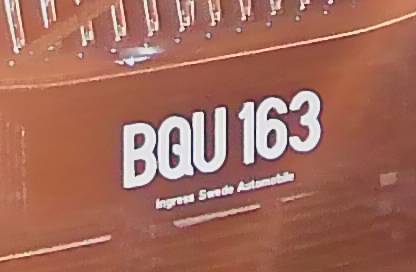 BQU 163
Ingress Swede Automobile